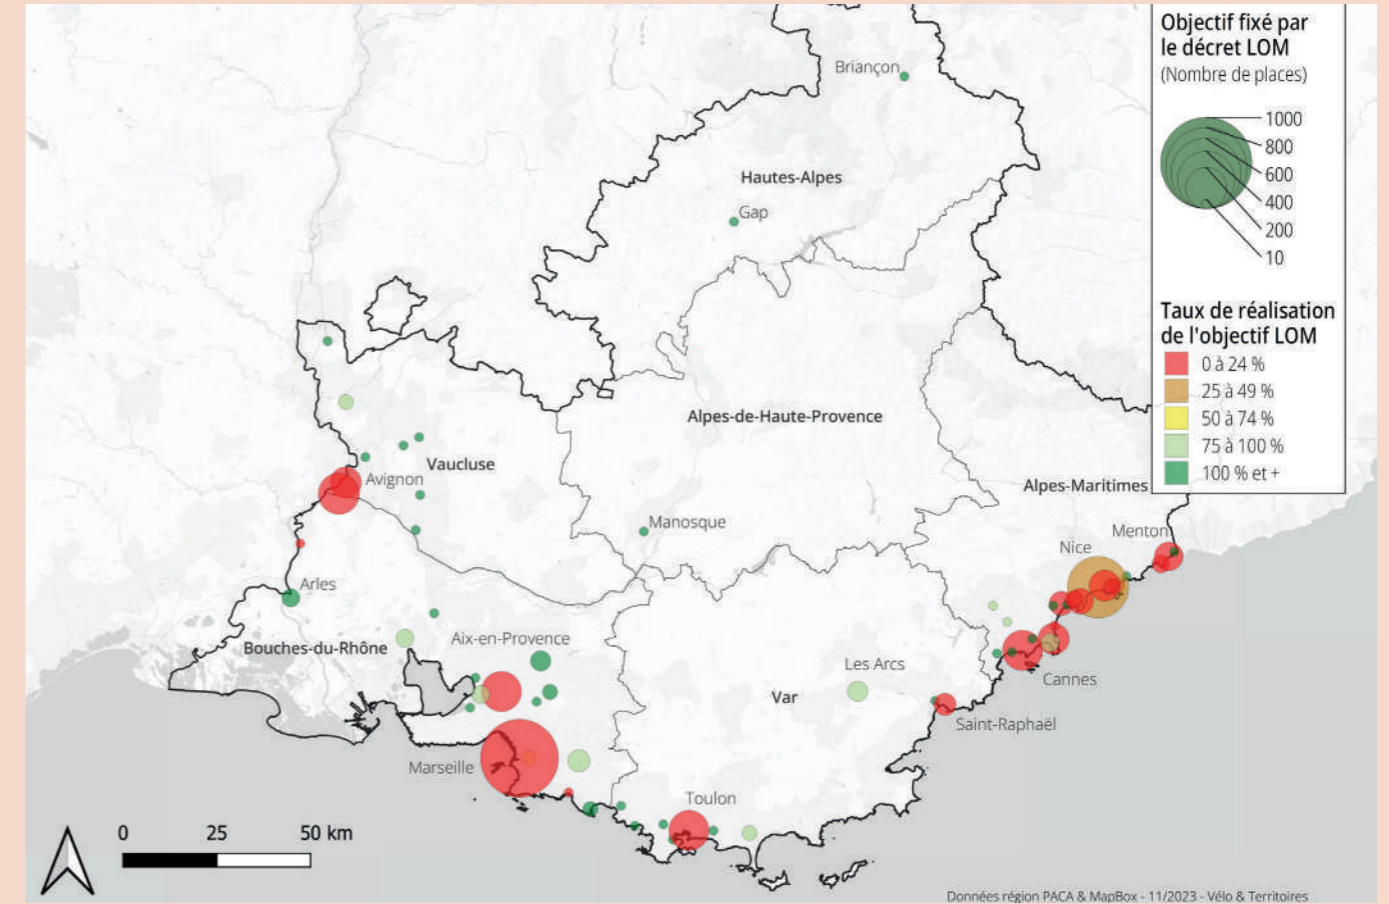 Objectif fixé par
le décret LOM
(Nombre de places)
1000
800
600
400
200
10
Taux de réalisation
de l'objectif LOM
0 à 24 %
25 à 49 %
50 à 74 %
75 à 100 %
100 % et +
Briançon
Hautes-Alpes
Gap
Alpes-de-Haute-Provence
Vaucluse
Avignon
Alpes-Maritimes
Manosque
Menton
Nice
Arles
Aix-en-Provence
Bouches-du-Rhône
Les Arcs
Cannes
Var
Saint-Raphaël
Marseille
Toulon
0 25 50 km
Données région PACA & MapBox - 11/2023 - Vélo & Territoires